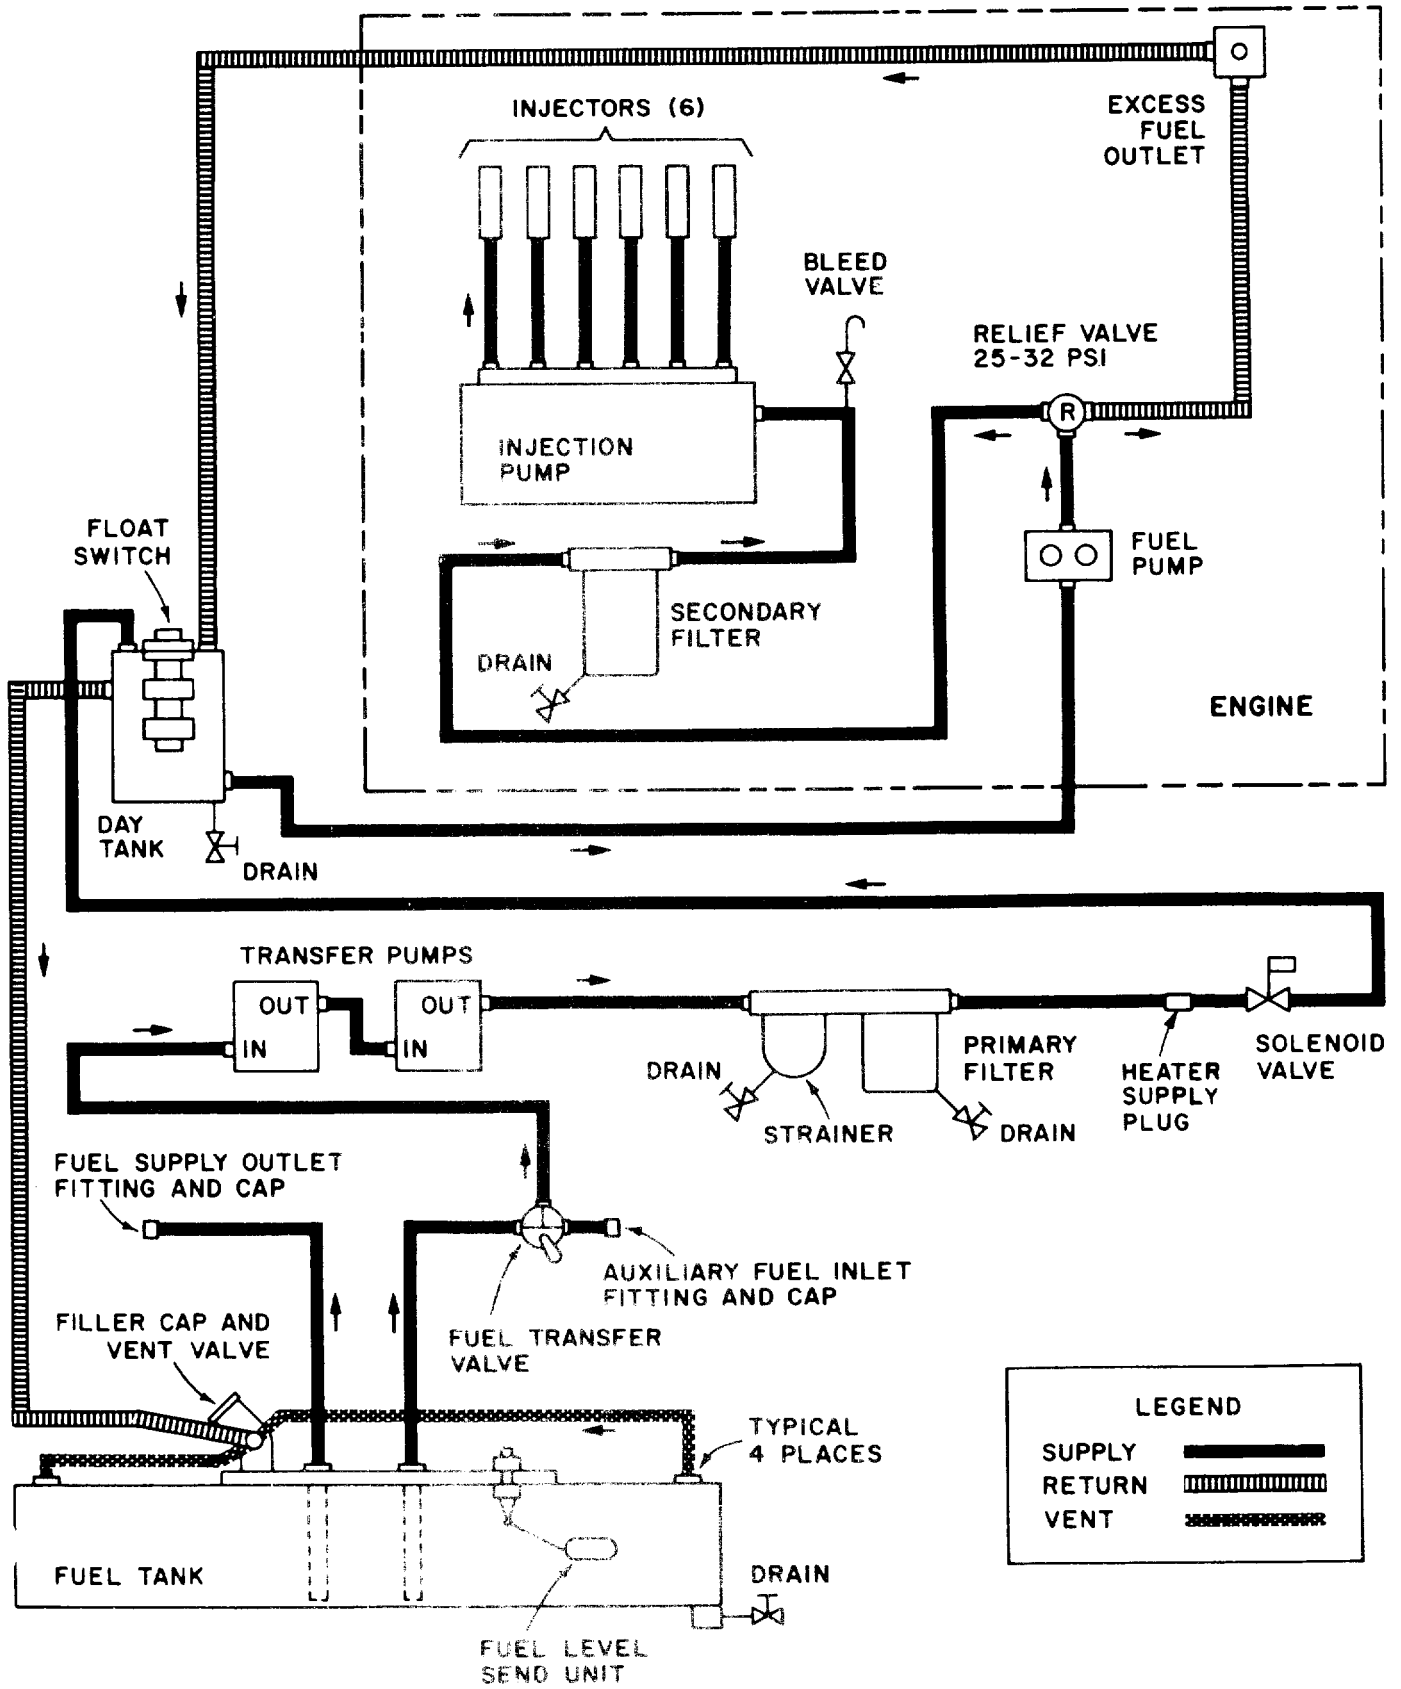 EXCESS
FUEL
OUTLET
INJECTORS (6)
BLEED
VALVE
RELIEF VALVE
25-32 PSI
R
INJECTION
PUMP
FUEL
PUMP
FLOAT
SWITCH
SECONDARY
FILTER
DRAIN
ENGINE
DAY
TANK
DRAIN
TRANSFER PUMPS
OUT
IN
OUT
IN
PRIMARY
FILTER
DRAIN
STRAINER
DRAIN
HEATER
SUPPLY
PLUG
SOLENOID
VALVE
FUEL SUPPLY OUTLET
FITTING AND CAP
AUXILIARY FUEL INLET
FITTING AND CAP
FILLER CAP AND
VENT VALVE
FUEL TRANSFER
VALVE
TYPICAL
4 PLACES
LEGEND
SUPPLY
RETURN
VENT
FUEL TANK
DRAIN
FUEL LEVEL
SEND UNIT